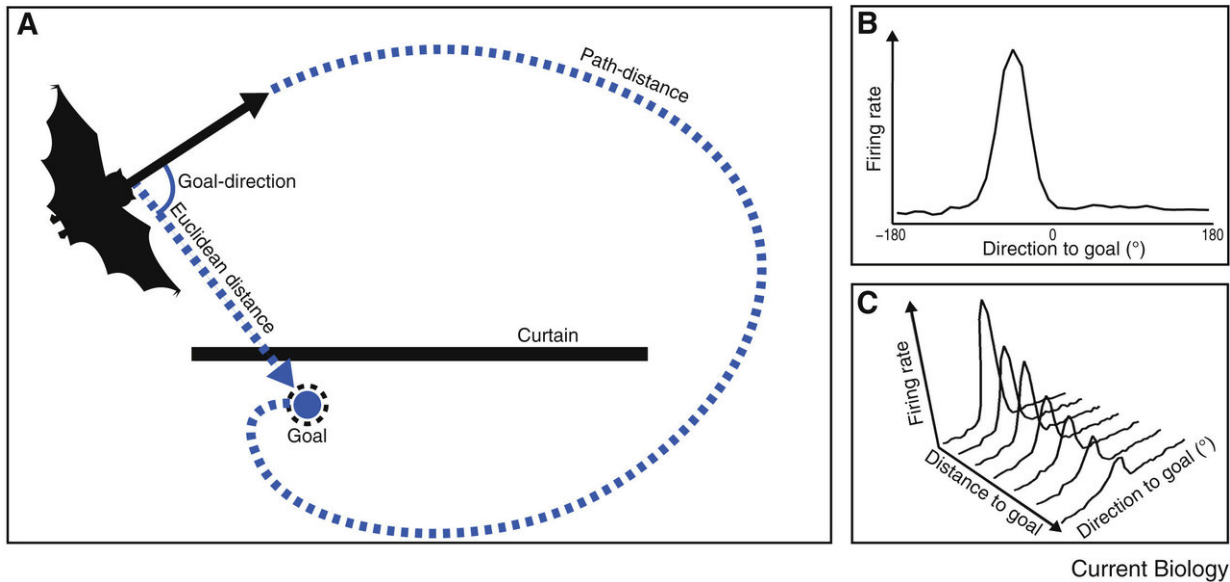 A
Path-distance
Goal-direction
Euclidean distance
Curtain
Goal
B
Firing rate
−180
0
180
Direction to goal (°)
C
Firing rate
Distance to goal
Direction to goal (°)
Current Biology